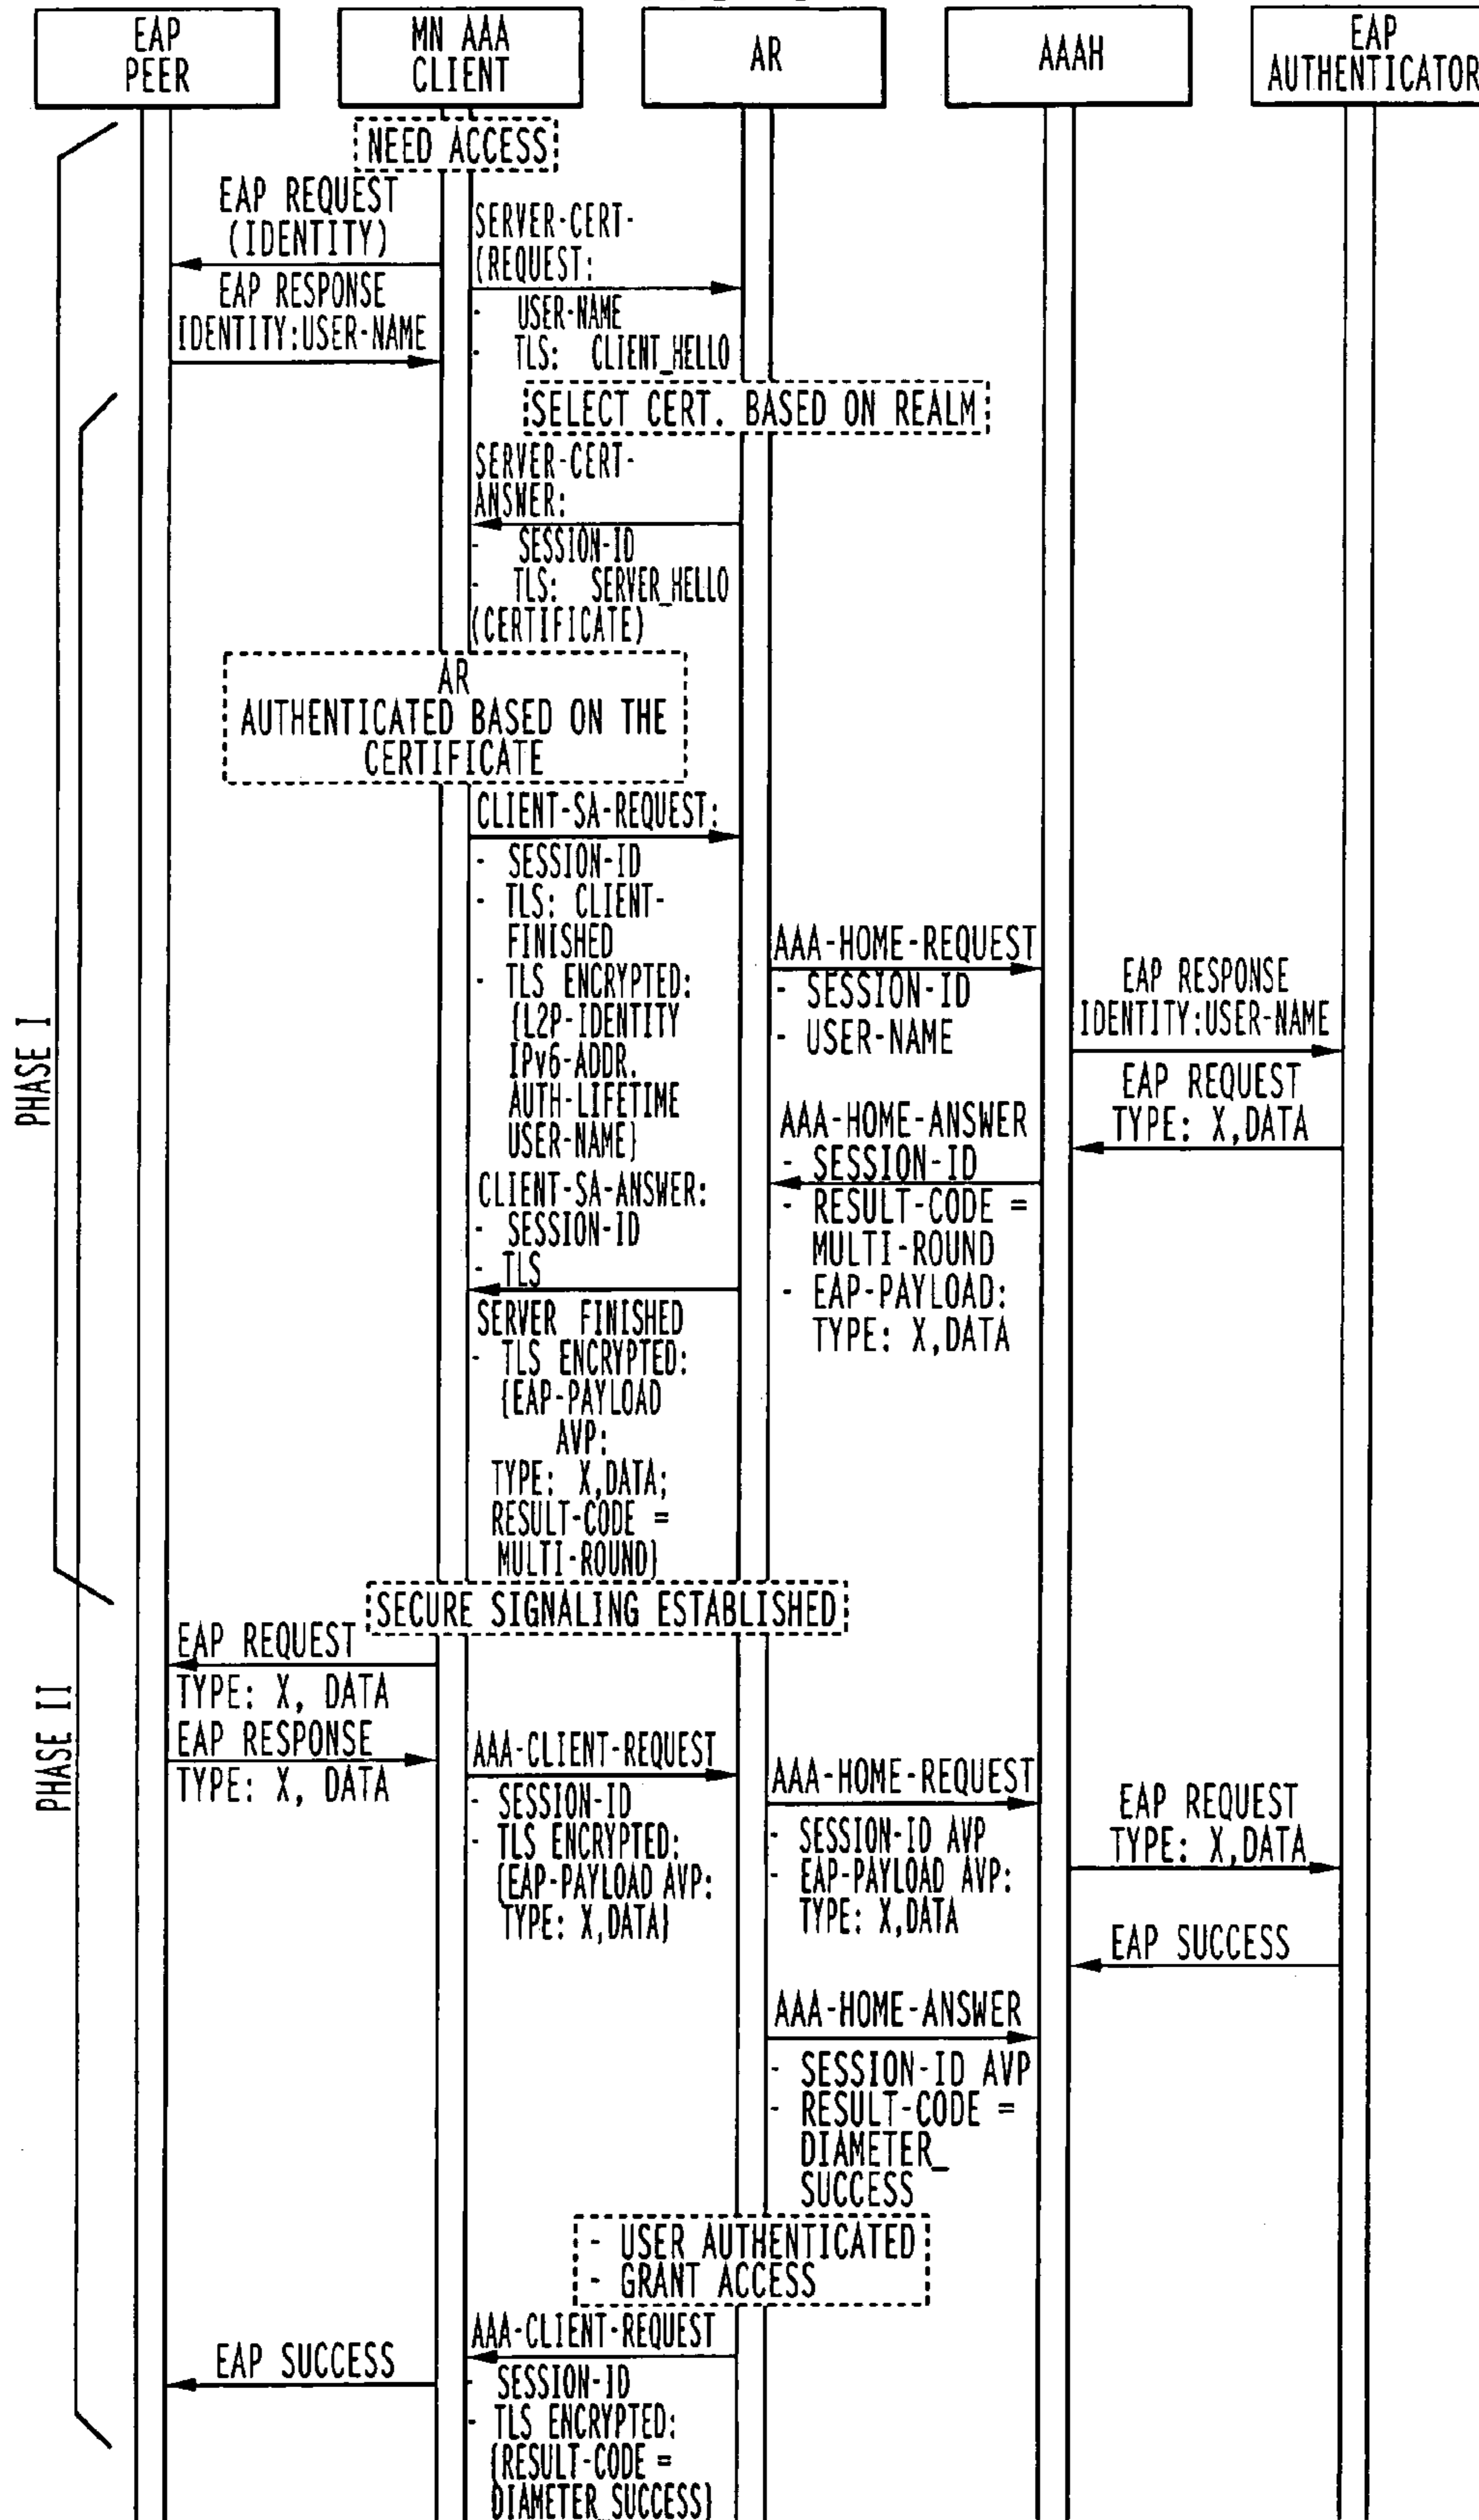 EAP
PEER
MN AAA
CLIENT
AR
AAAH
EAP
AUTHENTICATOR
NEED ACCESS
EAP REQUEST
(IDENTITY)
SERVER-CERT-
(REQUEST:
EAP RESPONSE
IDENTITY:USER-NAME
- USER-NAME
- TLS: CLIENT_HELLO
SELECT CERT. BASED ON REALM
SERVER-CERT-
ANSWER:
- SESSION-ID
- TLS: SERVER_HELLO
(CERTIFICATE)
AR
AUTHENTICATED BASED ON THE
CERTIFICATE
CLIENT-SA-REQUEST:
- SESSION-ID
- TLS: CLIENT-
FINISHED
- TLS ENCRYPTED:
{L2P-IDENTITY
IPv6-ADDR.
AUTH-LIFETIME
USER-NAME}
AAA-HOME-REQUEST
- SESSION-ID
- USER-NAME
EAP RESPONSE
IDENTITY:USER-NAME
EAP REQUEST
TYPE: X,DATA
AAA-HOME-ANSWER
- SESSION-ID
- RESULT-CODE =
MULTI-ROUND
- EAP-PAYLOAD:
TYPE: X,DATA
CLIENT-SA-ANSWER:
- SESSION-ID
- TLS
SERVER FINISHED
- TLS ENCRYPTED:
{EAP-PAYLOAD
AVP:
TYPE: X,DATA;
RESULT-CODE =
MULTI-ROUND}
PHASE I
SECURE SIGNALING ESTABLISHED
EAP REQUEST
TYPE: X, DATA
EAP RESPONSE
TYPE: X, DATA
PHASE II
AAA-CLIENT-REQUEST
- SESSION-ID
- TLS ENCRYPTED:
{EAP-PAYLOAD AVP:
TYPE: X,DATA}
AAA-HOME-REQUEST
- SESSION-ID AVP
- EAP-PAYLOAD AVP:
TYPE: X,DATA
EAP REQUEST
TYPE: X,DATA
EAP SUCCESS
AAA-HOME-ANSWER
- SESSION-ID AVP
- RESULT-CODE =
DIAMETER_
SUCCESS
- USER AUTHENTICATED
- GRANT ACCESS
AAA-CLIENT-REQUEST
EAP SUCCESS
- SESSION-ID
- TLS ENCRYPTED:
{RESULT-CODE =
DIAMETER_SUCCESS}